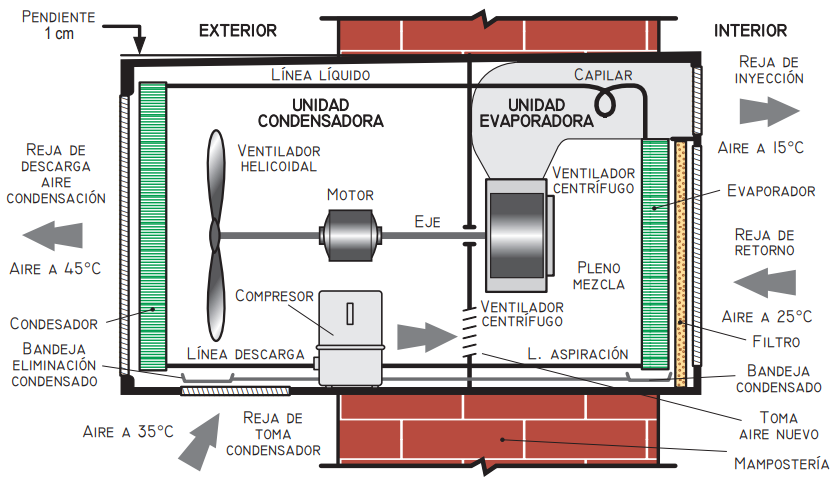 PENDIENTE
1 cm
EXTERIOR
INTERIOR
LÍNEA LÍQUIDO
CAPILAR
REJA DE
INYECCIÓN
UNIDAD
CONDENSADORA
UNIDAD
EVAPORADORA
AIRE A 15°C
REJA DE
DESCARGA
AIRE
CONDENSACIÓN
VENTILADOR
HELICOIDAL
VENTILADOR
CENTRÍFUGO
EVAPORADOR
MOTOR
EJE
REJA DE
RETORNO
AIRE A 45°C
PLENO
MEZCLA
COMPRESOR
VENTILADOR
CENTRÍFUGO
AIRE A 25°C
CONDESADOR
FILTRO
BANDEJA
ELIMINACIÓN
CONDENSADO
LÍNEA DESCARGA
L. ASPIRACIÓN
BANDEJA
CONDENSADO
AIRE A 35°C
REJA DE
TOMA
CONDENSADOR
TOMA
AIRE NUEVO
MAMPOSTERÍA